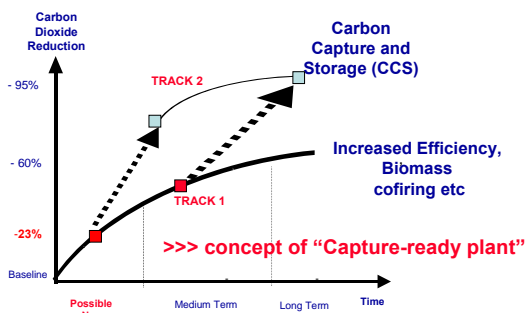 Carbon
Dioxide
Reduction
Carbon
Capture and
Storage (CCS)
TRACK 2
- 95%
Increased Efficiency,
Biomass
cofiring etc
- 60%
TRACK 1
-23%
>>> concept of “Capture-ready plant”
Baseline
Possible
Medium Term
Long Term
Time